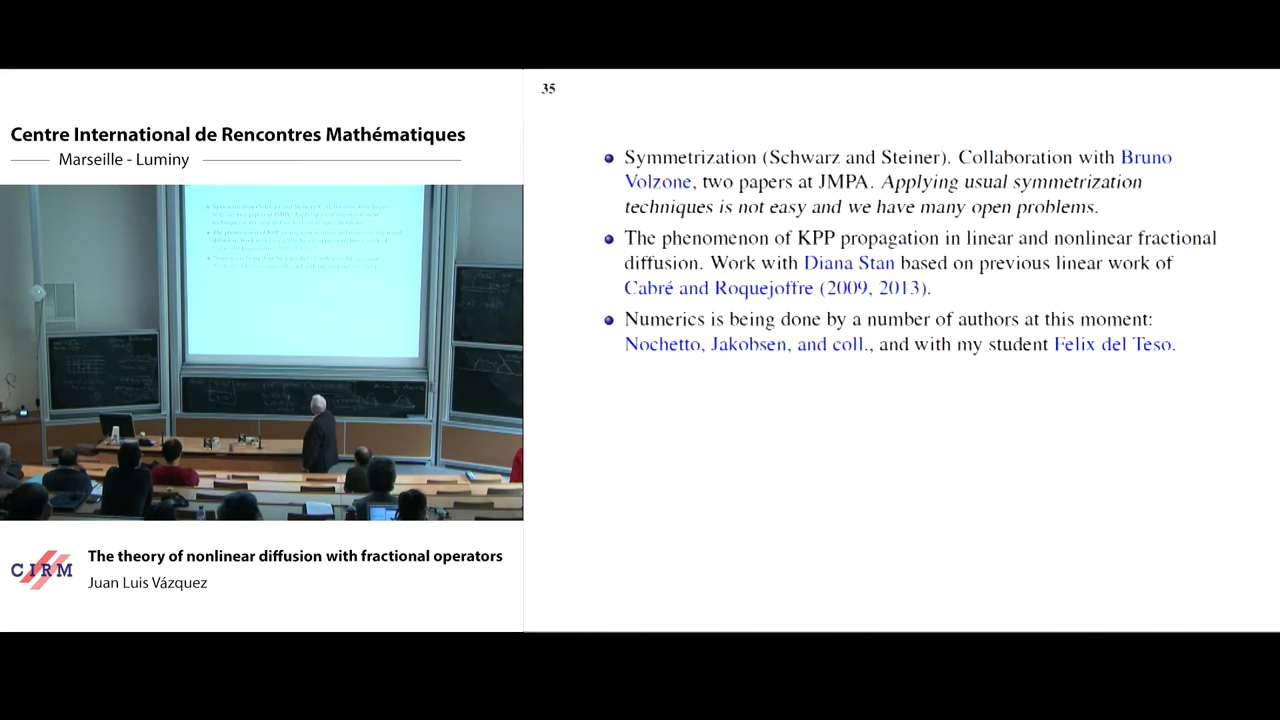 Centre International de Rencontres Mathématiques
Marseille - Luminy
CIRM
The theory of nonlinear diffusion with fractional operators
Juan Luis Vázquez
35
Symmetrization (Schwarz and Steiner). Collaboration with Bruno
Volzone, two papers at JMPA. Applying usual symmetrization
techniques is not easy and we have many open problems.
The phenomenon of KPP propagation in linear and nonlinear fractional
diffusion. Work with Diana Stan based on previous linear work of
Cabré and Roquejoffre (2009, 2013).
Numerics is being done by a number of authors at this moment:
Nochetto, Jakobsen, and coll., and with my student Felix del Teso.